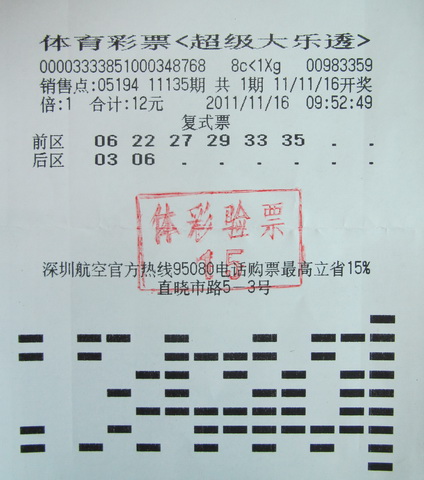 体育彩票<超级大乐透>
00003333851000348768 8c<1Xg 00983359
销售点:05194 11135期 共 1期 11/11/16开奖
倍:1 合计:12元 2011/11/16 09:52:49
复式票
前区 06 22 27 29 33 35 . .
后区 03 06 . . . . . .
体彩验票
15
深圳航空官方热线95080电话购票最高立省15%
直晓市路5-3号